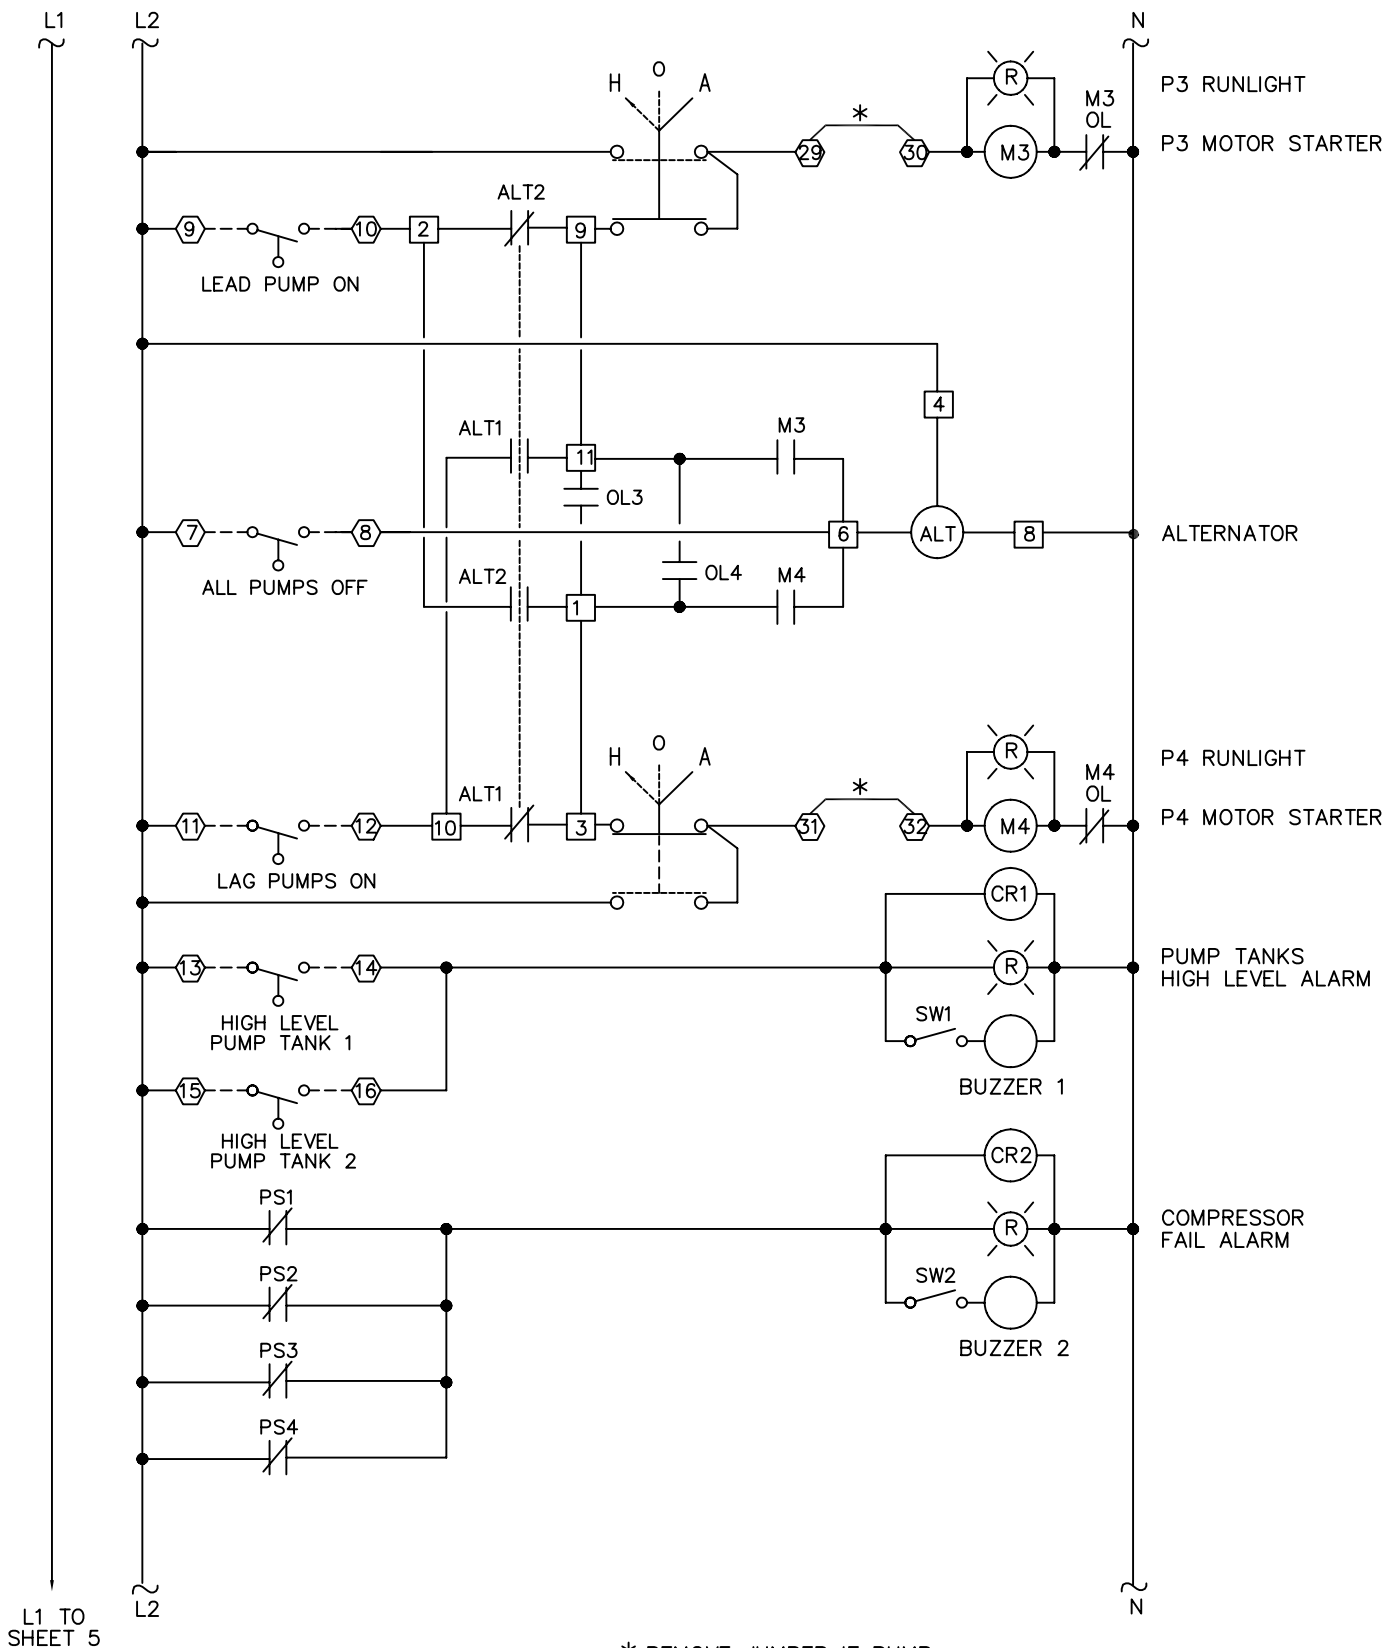 L1
L2
N
H
O
A
R
P3 RUNLIGHT
*
M3
OL
29
30
M3
P3 MOTOR STARTER
ALT2
9
10
2
9
LEAD PUMP ON
4
ALT1
11
M3
OL3
7
8
6
ALT
8
ALTERNATOR
ALL PUMPS OFF
ALT2
OL4
1
M4
H
O
A
R
P4 RUNLIGHT
*
M4
OL
ALT1
11
12
10
3
31
32
M4
P4 MOTOR STARTER
LAG PUMPS ON
CR1
13
14
R
PUMP TANKS
HIGH LEVEL ALARM
HIGH LEVEL
PUMP TANK 1
SW1
BUZZER 1
15
16
HIGH LEVEL
PUMP TANK 2
CR2
PS1
R
COMPRESSOR
FAIL ALARM
PS2
SW2
BUZZER 2
PS3
PS4
L2
N
L1 TO
SHEET 5
* REMOVE JUMPER IF PUMP